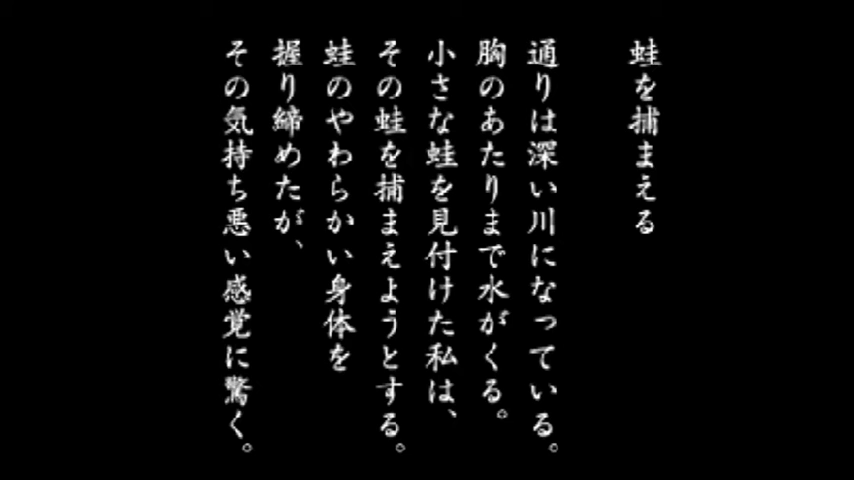 蛙を捕まえる
通りは深い川になっている。
胸のあたりまで水がくる。
小さな蛙を見付けた私は、
その蛙を捕まえようとする。
蛙のやわらかい身体を
握り締めたが、
その気持ち悪い感覚に驚く。